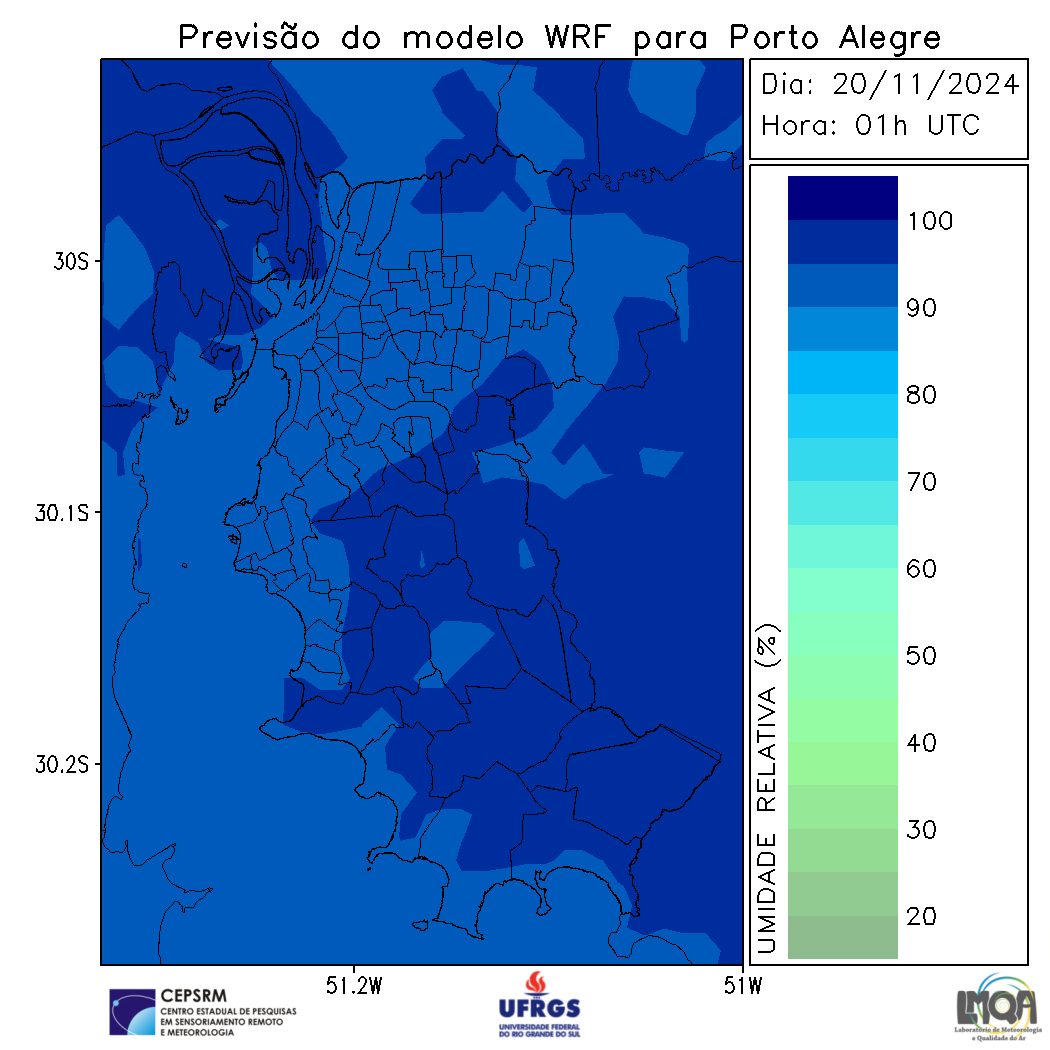 Previsão do modelo WRF para Porto Alegre
Dia: 20/11/2024
Hora: 01h UTC
30S
30.1S
30.2S
51.2W
51W
UMIDADE RELATIVA (%)
100
90
80
70
60
50
40
30
20
CEPSRM
CENTRO ESTADUAL DE PESQUISAS
EM SENSORIAMENTO REMOTO
E METEOROLOGIA
UFRGS
UNIVERSIDADE FEDERAL
DO RIO GRANDE DO SUL
LMQA
Laboratório de Meteorologia
e Qualidade do Ar